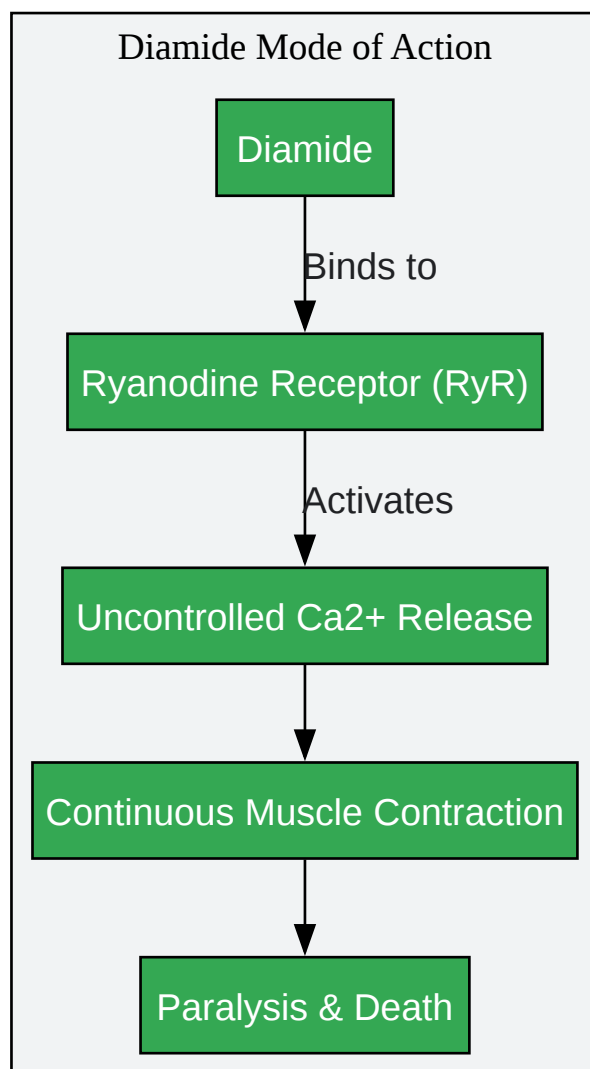 Diamide Mode of Action
Diamide
Binds to
Ryanodine Receptor (RyR)
Activates
Uncontrolled Ca2+ Release
Continuous Muscle Contraction
Paralysis & Death